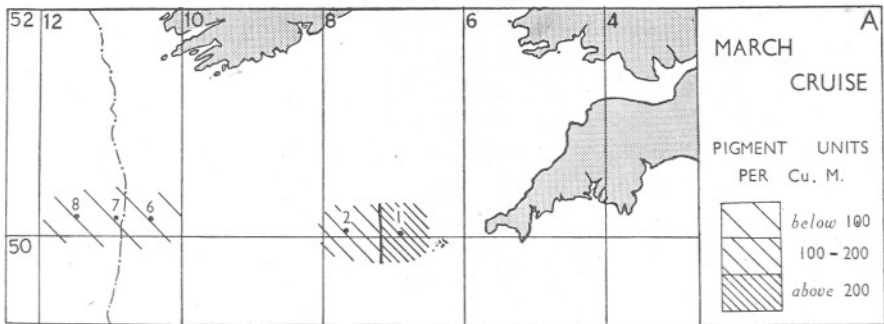 52 12 10 8 6 4 A
MARCH
CRUISE
PIGMENT UNITS
PER Cu. M.
8 7 6
2 1
below 100
50
100-200
above 200